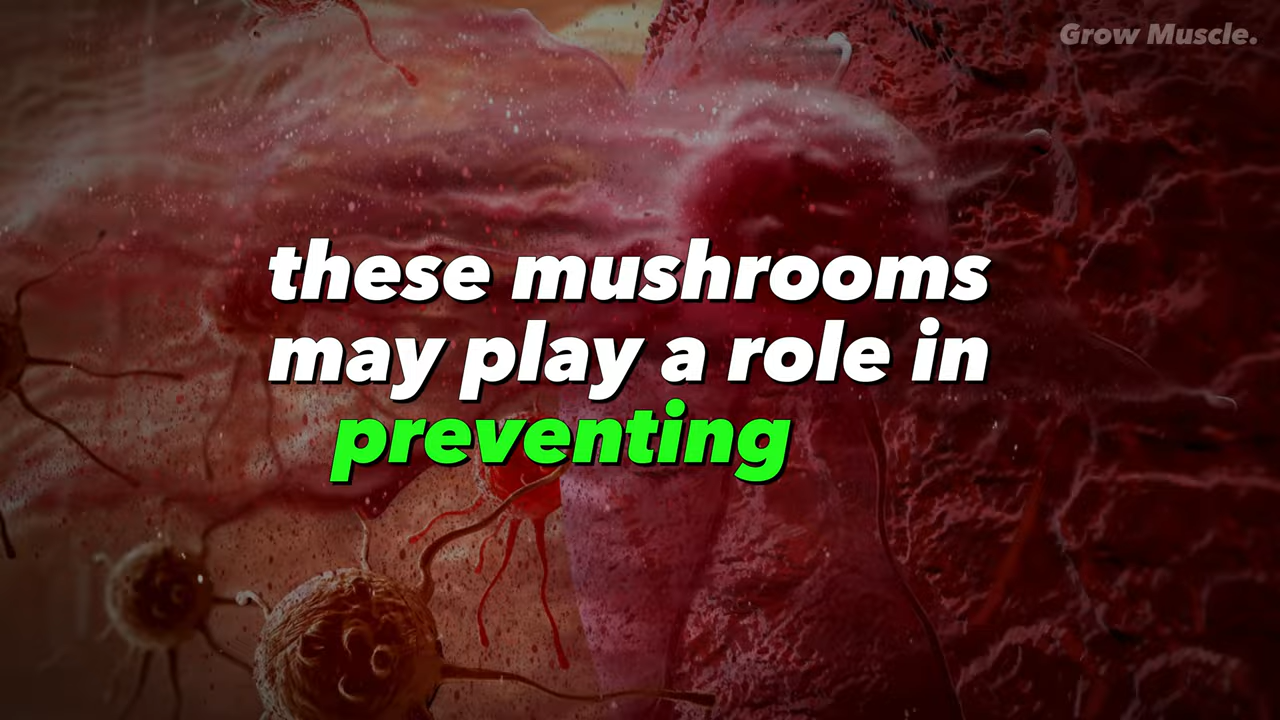 Grow Muscle.
these mushrooms
may play a role in
preventing